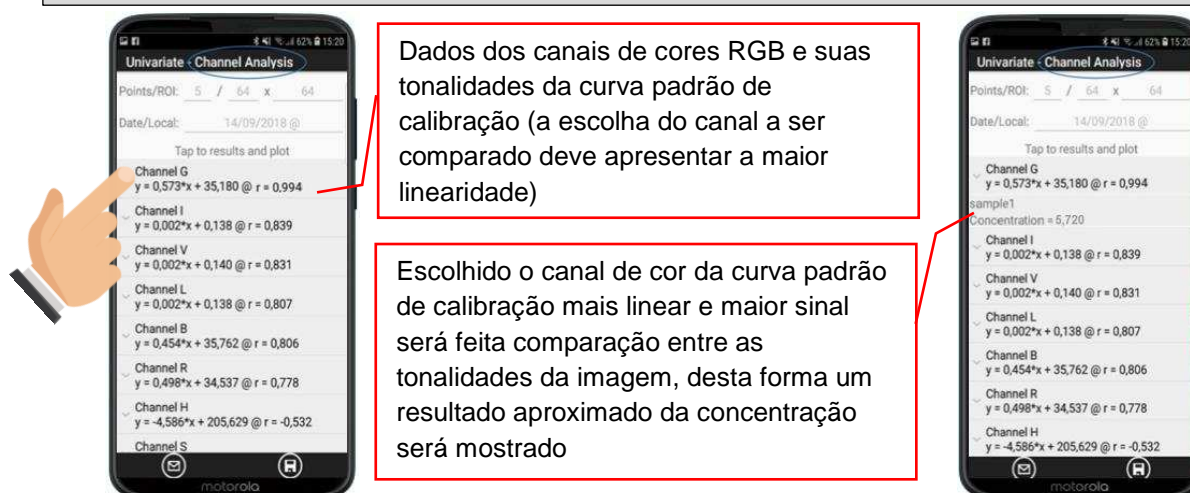 62% 15:20
Univariate - Channel Analysis
Points/ROI: 5 / 64 x 64
Date/Local: 14/09/2018 @
Tap to results and plot
Channel G
y = 0,573*x + 35,180 @ r = 0,994
Channel I
y = 0,002*x + 0,138 @ r = 0,839
Channel V
y = 0,002*x + 0,140 @ r = 0,831
Channel L
y = 0,002*x + 0,138 @ r = 0,807
Channel B
y = 0,454*x + 35,762 @ r = 0,806
Channel R
y = 0,498*x + 34,537 @ r = 0,778
Channel H
y = -4,586*x + 205,629 @ r = -0,532
Channel S
motorola
Dados dos canais de cores RGB e suas
tonalidades da curva padrão de
calibração (a escolha do canal a ser
comparado deve apresentar a maior
linearidade)
Escolhido o canal de cor da curva padrão
de calibração mais linear e maior sinal
será feita comparação entre as
tonalidades da imagem, desta forma um
resultado aproximado da concentração
será mostrado
62% 15:20
Univariate - Channel Analysis
Points/ROI: 5 / 64 x 64
Date/Local: 14/09/2018 @
Tap to results and plot
Channel G
y = 0,573*x + 35,180 @ r = 0,994
sample1
Concentration = 5,720
Channel I
y = 0,002*x + 0,138 @ r = 0,839
Channel V
y = 0,002*x + 0,140 @ r = 0,831
Channel L
y = 0,002*x + 0,138 @ r = 0,807
Channel B
y = 0,454*x + 35,762 @ r = 0,806
Channel R
y = 0,498*x + 34,537 @ r = 0,778
Channel H
y = -4,586*x + 205,629 @ r = -0,532
motorola